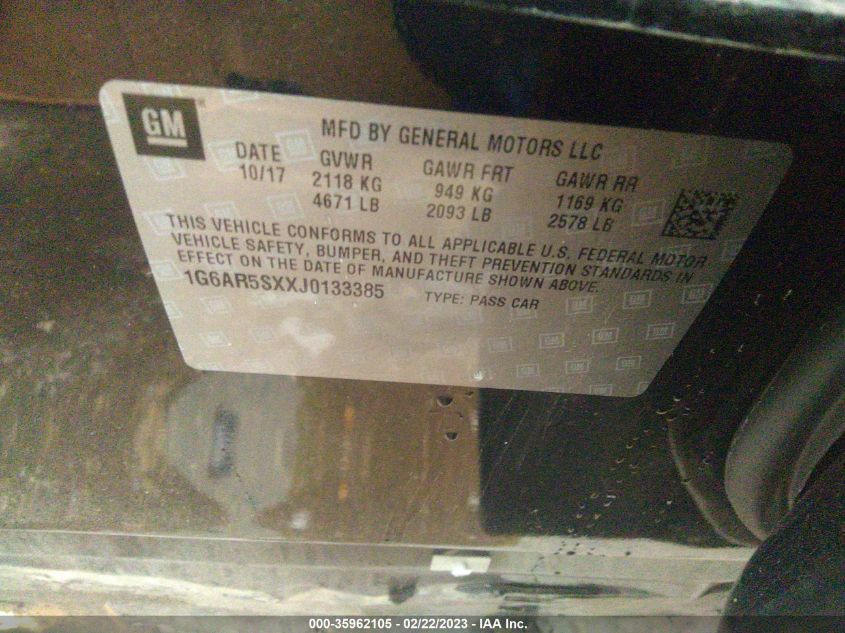 GM
MFD BY GENERAL MOTORS LLC
DATE GVWR GAWR FRT GAWR RR
10/17 2118 KG 949 KG 1169 KG
4671 LB 2093 LB 2578 LB
THIS VEHICLE CONFORMS TO ALL APPLICABLE U.S. FEDERAL MOTOR
VEHICLE SAFETY, BUMPER, AND THEFT PREVENTION STANDARDS IN
EFFECT ON THE DATE OF MANUFACTURE SHOWN ABOVE.
1G6AR5SXXJ0133385 TYPE: PASS CAR
000-35962105 - 02/22/2023 - IAA Inc.